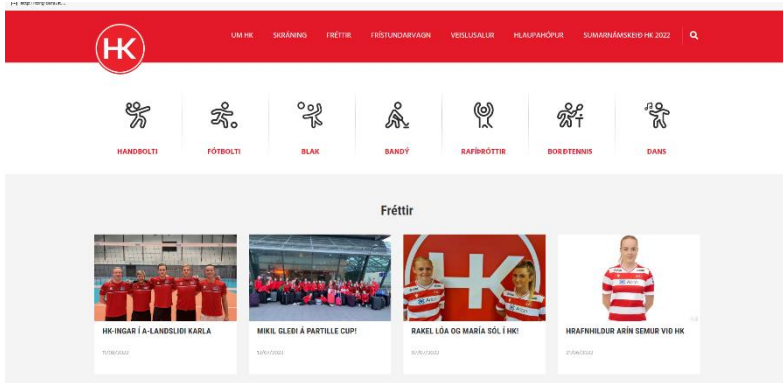 HK
UM HK SKRÁNING FRÉTTIR FRÍSTUNDARVAGN VEISLUSALUR HLAUPAHÓPUR SUMARNÁMSKEIÐ HK 2022
HANDBOLTI FÓTBOLTI BLAK BANDÝ RAFÍÞRÓTTIR BORÐTENNIS DANS
Fréttir
HK
HK-INGAR Í A-LANDSLIÐI KARLA
MIKIL GLEÐI Á PARTILLE CUP!
RAKEL LÓA OG MARÍA SÓL Í HK!
HRAFNHILDUR ARÍN SEMUR VIÐ HK